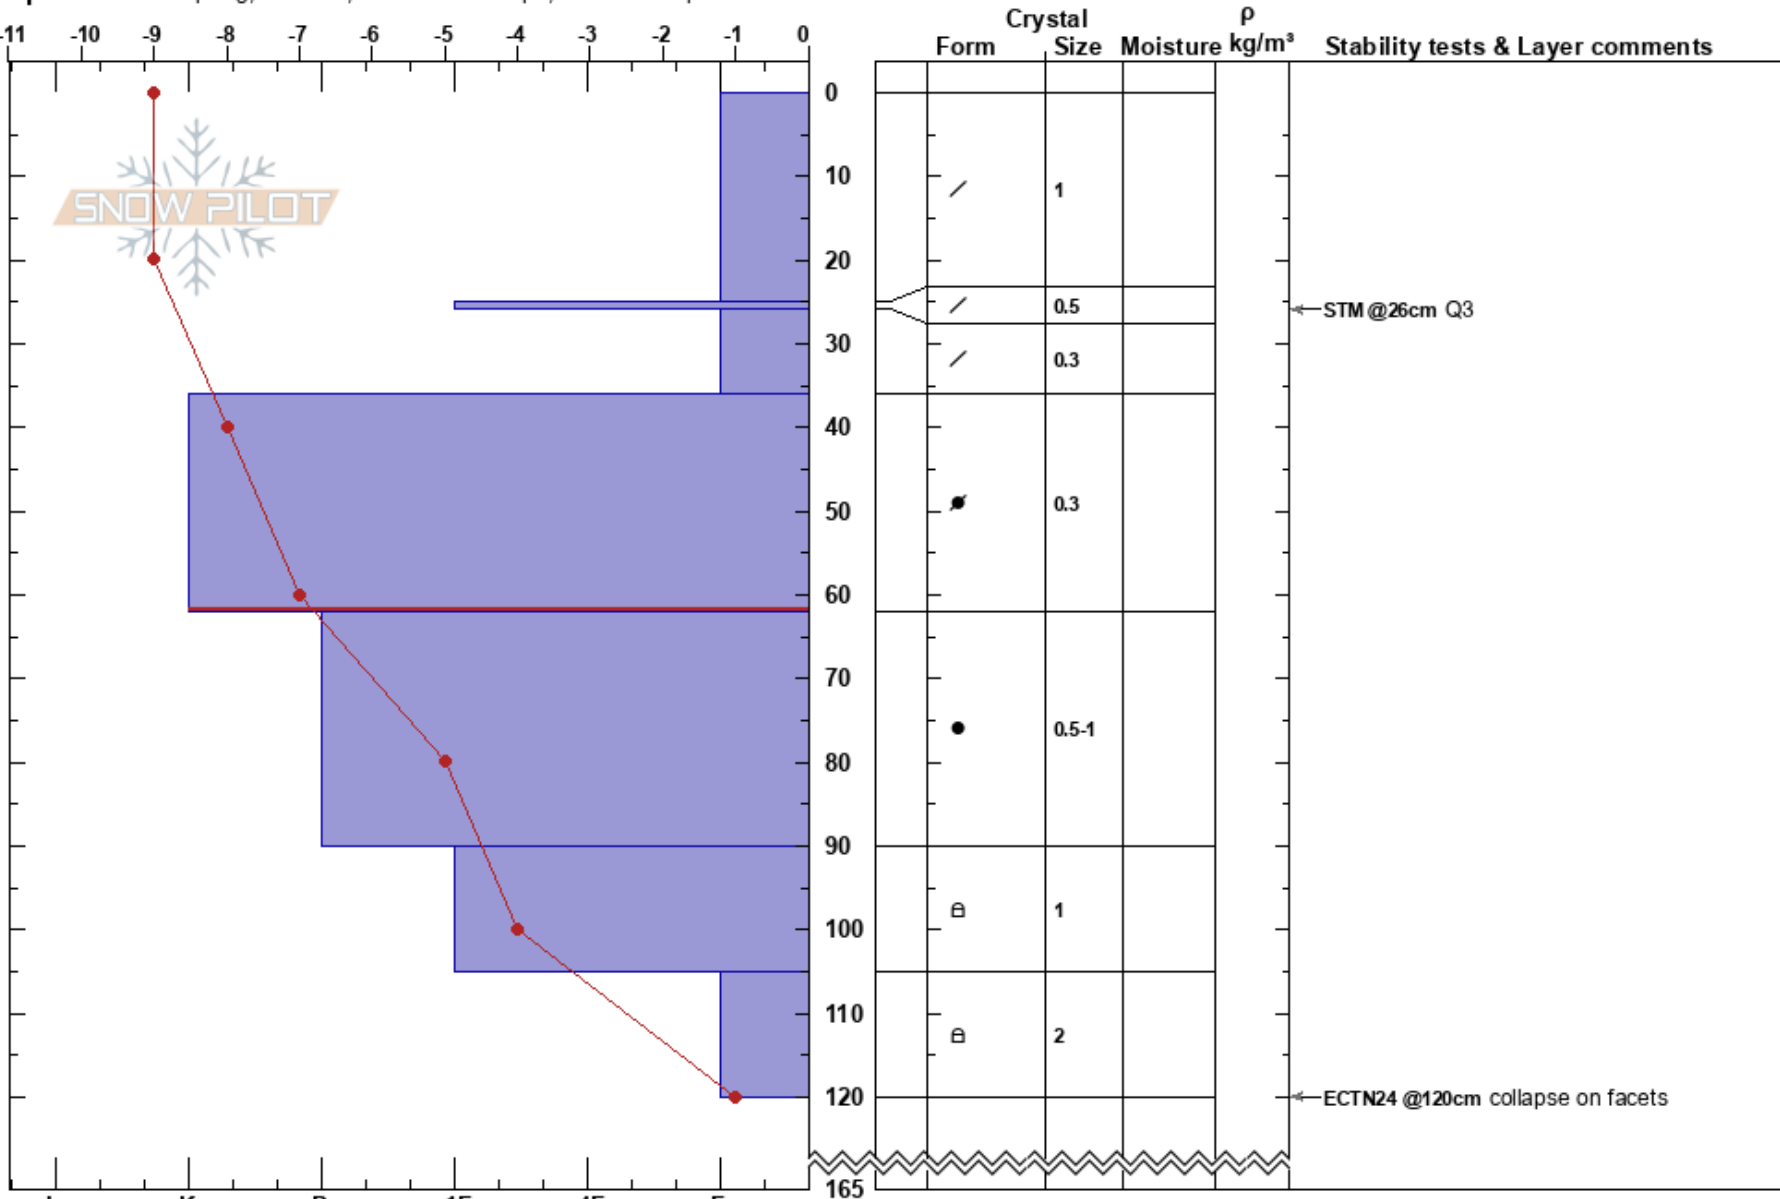 Crystal ρ
-11 -10 -9 -8 -7 -6 -5 -4 -3 -2 -1 0 Form Size Moisture kg/m³ Stability tests & Layer comments
0
10 1
SNOW PILOT
20
0.5 STM @26cm Q3
30 0.3
40
50 0.3
60
70
0.5-1
80
90
100 1
110 2
120 ECTN24 @120cm collapse on facets
165